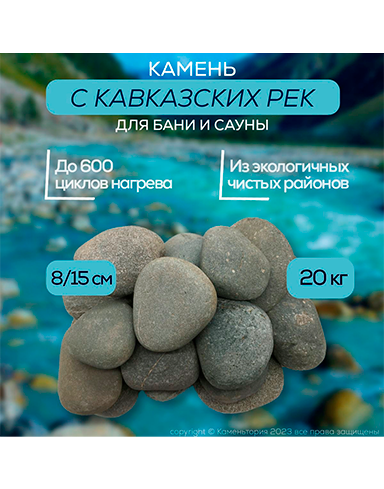 КАМЕНЬ
С КАВКАЗСКИХ РЕК
ДЛЯ БАНИ И САУНЫ
До 600
циклов нагрева
Из экологичных
чистых районов
8/15 см
20 кг
copyright © Каменьтория 2023 все права защищены